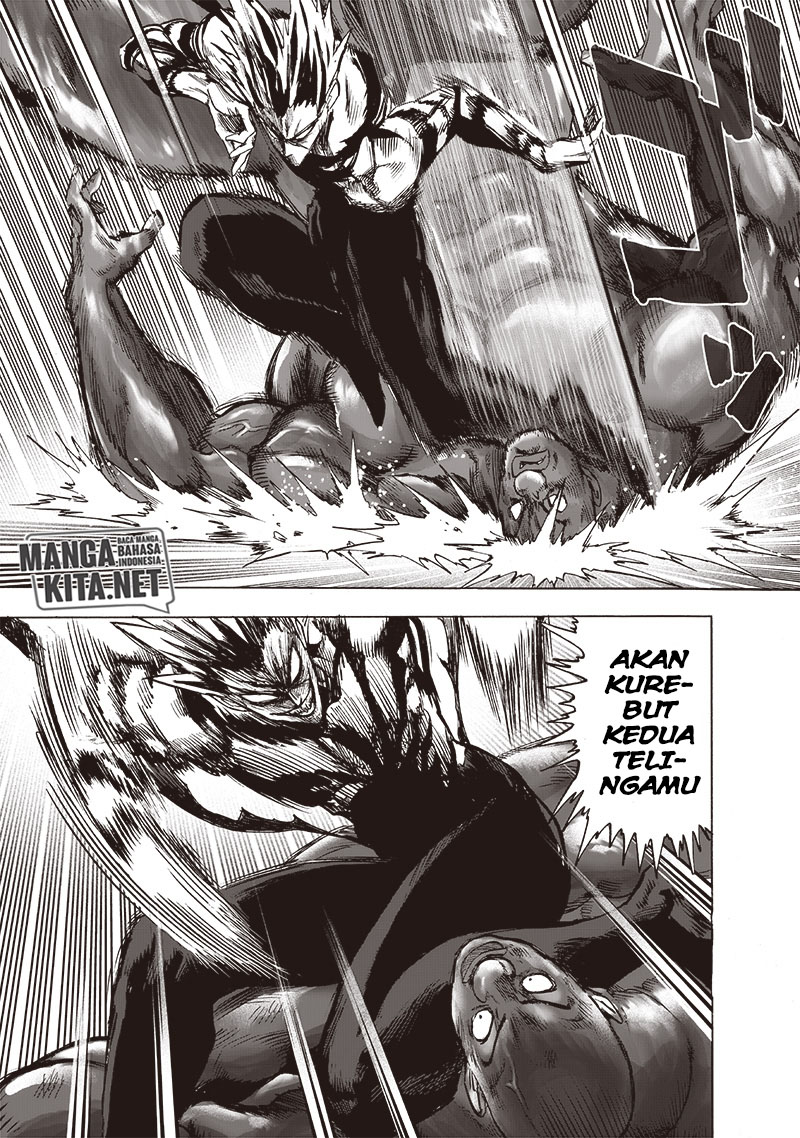 MANGA
KITA.NET
BACA MANGA
BAHASA
INDONESIA
AKAN
KURE-
BUT
KEDUA
TELI-
NGAMU